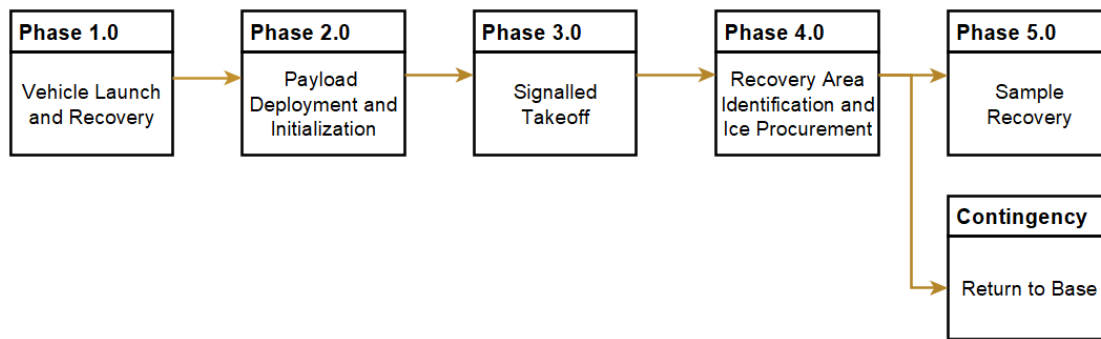 Phase 1.0
Vehicle Launch
and Recovery
Phase 2.0
Payload
Deployment and
Initialization
Phase 3.0
Signalled
Takeoff
Phase 4.0
Recovery Area
Identification and
Ice Procurement
Phase 5.0
Sample
Recovery
Contingency
Return to Base